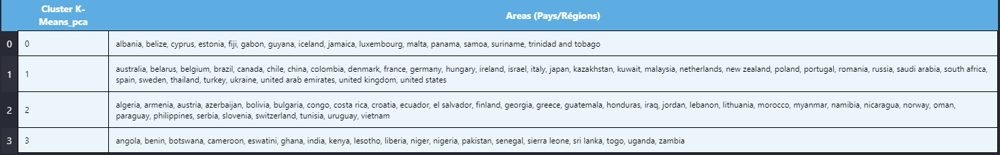 Cluster K-
Means_pca
Areas (Pays/Régions)
0 0 albania, belize, cyprus, estonia, fiji, gabon, guyana, iceland, jamaica, luxembourg, malta, panama, samoa, suriname, trinidad and tobago
1 1 australia, belarus, belgium, brazil, canada, chile, china, colombia, denmark, france, germany, hungary, ireland, israel, italy, japan, kazakhstan, kuwait, malaysia, netherlands, new zealand, poland, portugal, romania, russia, saudi arabia, south africa,
spain, sweden, thailand, turkey, ukraine, united arab emirates, united kingdom, united states
2 2 algeria, armenia, austria, azerbaijan, bolivia, bulgaria, congo, costa rica, croatia, ecuador, el salvador, finland, georgia, greece, guatemala, honduras, iraq, jordan, lebanon, lithuania, morocco, myanmar, namibia, nicaragua, norway, oman,
paraguay, philippines, serbia, slovenia, switzerland, tunisia, uruguay, vietnam
3 3 angola, benin, botswana, cameroon, eswatini, ghana, india, kenya, lesotho, liberia, niger, nigeria, pakistan, senegal, sierra leone, sri lanka, togo, uganda, zambia